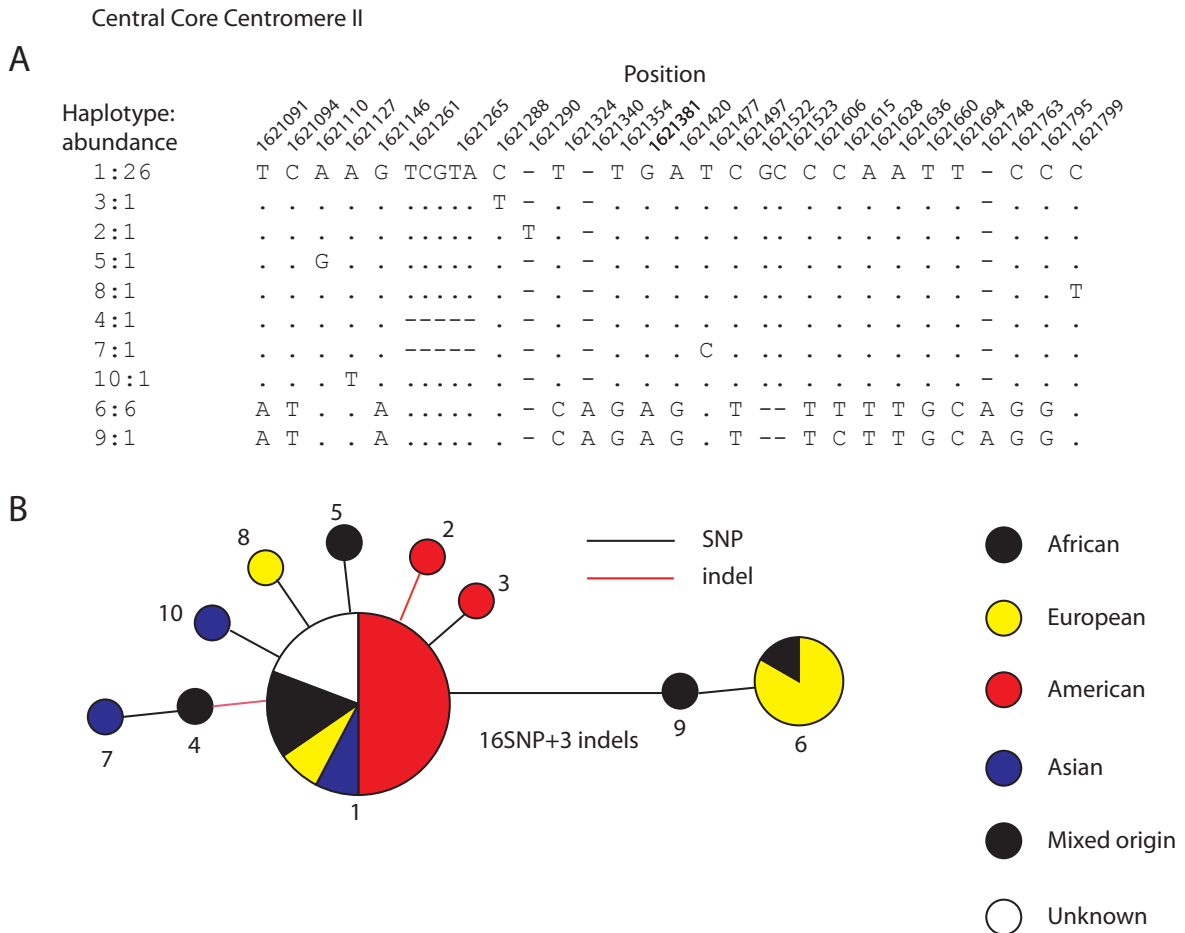 Central Core Centromere II
A
Position
Haplotype:
abundance
1621091 1621094 1621110 1621127 1621146 1621261 1621265 1621288 1621290 1621324 1621340 1621354 1621381 1621420 1621477 1621497 1621522 1621523 1621606 1621615 1621628 1621636 1621660 1621694 1621748 1621763 1621795 1621799
1:26 T C A A G TCGTA C - T - T G A T C GC C C A A T T - C C C
3:1 . . . . . ..... T - . - . . . . . .. . . . . . . - . . .
2:1 . . . . . ..... . T . - . . . . . .. . . . . . . - . . .
5:1 . . G . . ..... . - . - . . . . . .. . . . . . . - . . .
8:1 . . . . . ..... . - . - . . . . . .. . . . . . . - . . T
4:1 . . . . . ----- . - . - . . . . . .. . . . . . . - . . .
7:1 . . . . . ----- . - . - . . . C . .. . . . . . . - . . .
10:1 . . . T . ..... . - . - . . . . . .. . . . . . . - . . .
6:6 A T . . A ..... . - C A G A G . T -- T T T T G C A G G .
9:1 A T . . A ..... . - C A G A G . T -- T C T T G C A G G .
B
5
2
8
3
10
SNP
indel
16SNP+3 indels
9
6
7
4
1
African
European
American
Asian
Mixed origin
Unknown